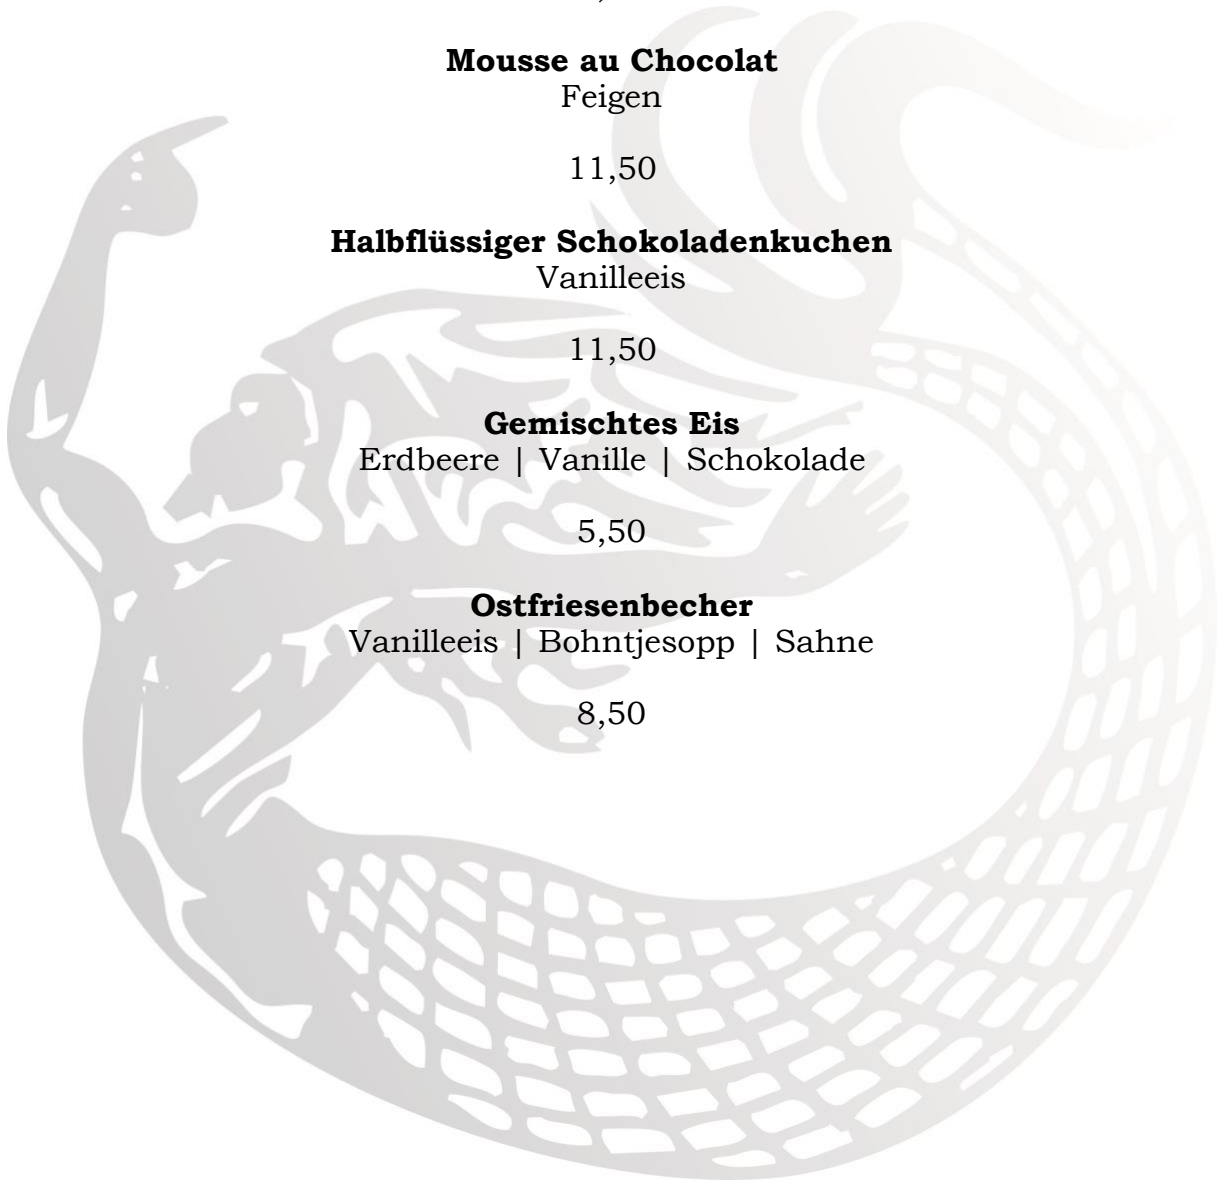 Mousse au Chocolat
Feigen
11,50
Halbflüssiger Schokoladenkuchen
Vanilleeis
11,50
Gemischtes Eis
Erdbeere | Vanille | Schokolade
5,50
Ostfriesenbecher
Vanilleeis | Bohntjesopp | Sahne
8,50